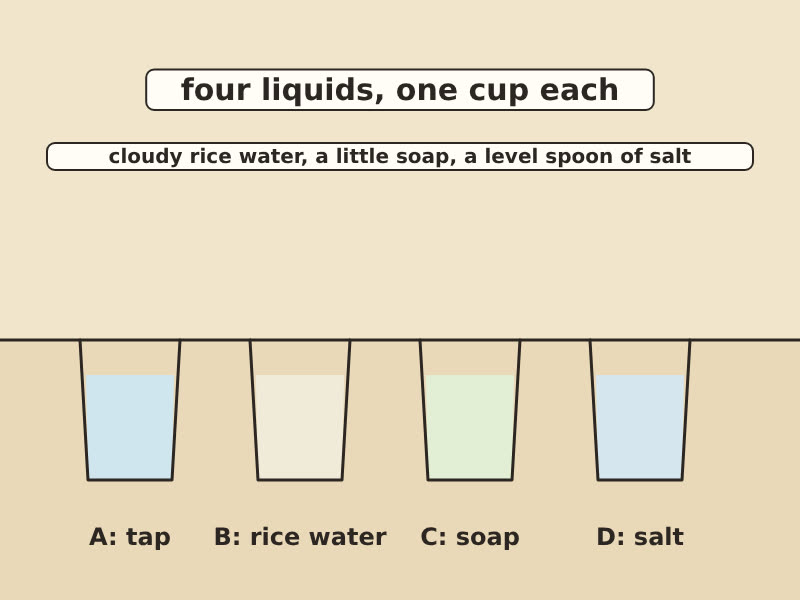 four liquids, one cup each
cloudy rice water, a little soap, a level spoon of salt
A: tap
B: rice water
C: soap
D: salt